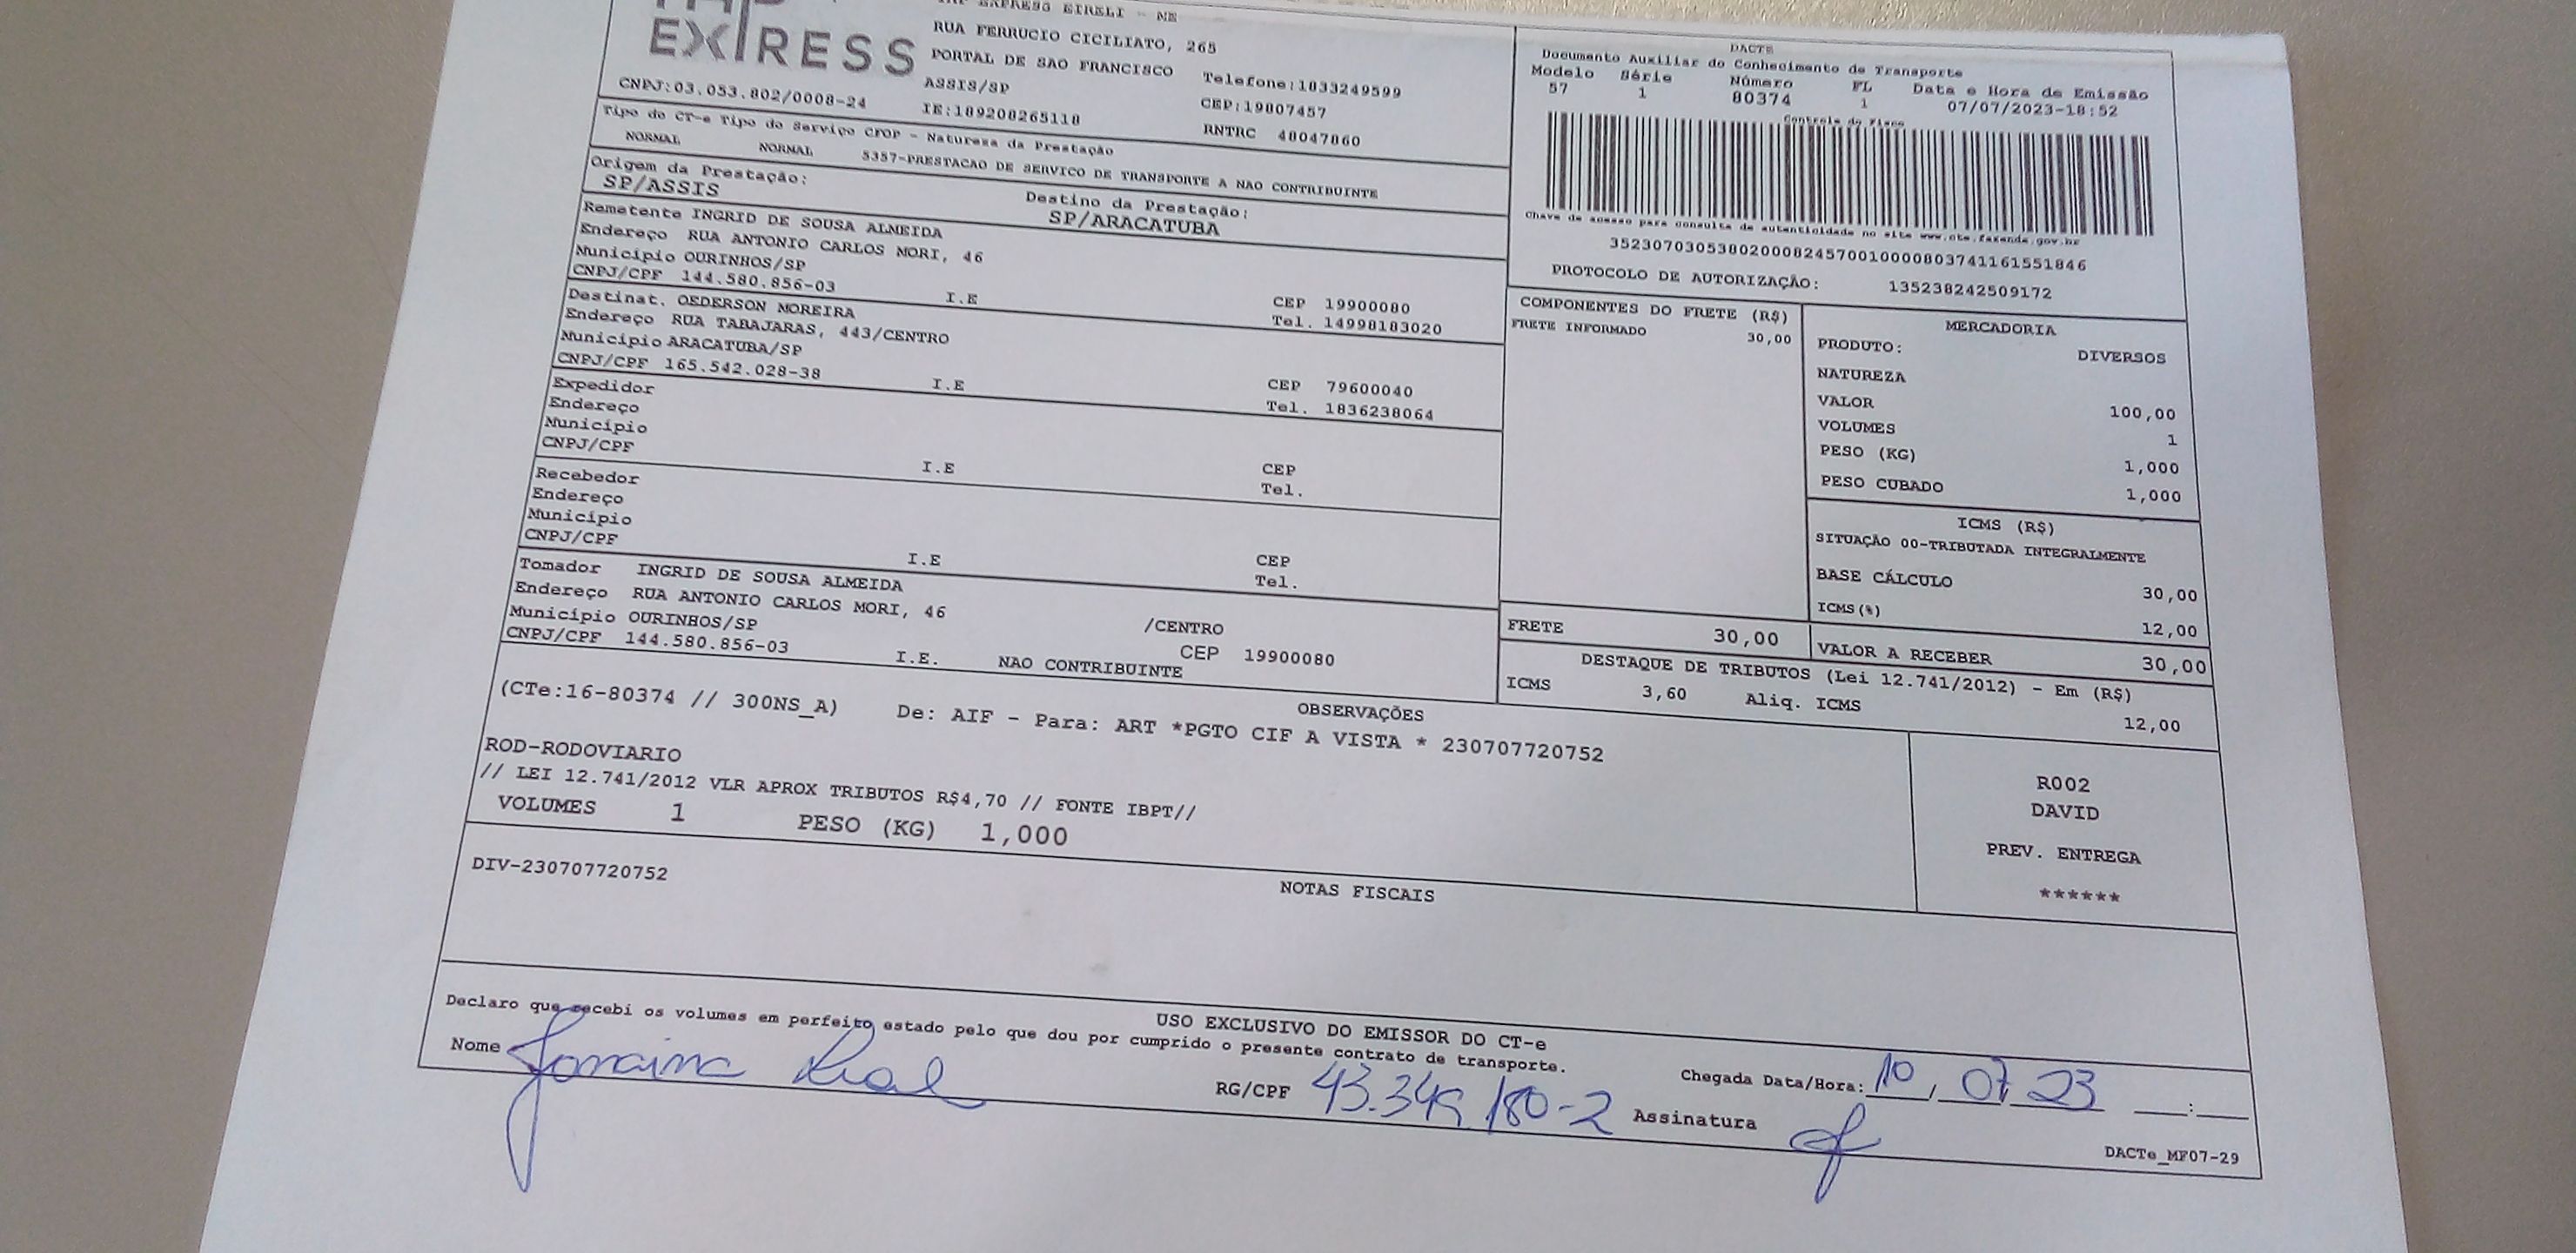 EXPRESS
EXPRESS EIRELI - ME
RUA FERRUCIO CICILIATO, 265
PORTAL DE SAO FRANCISCO
ASSIS/SP
Telefone:1833249599
CEP:19807457
CNPJ:03.053.802/0008-24
IE:189208265118
RNTRC 48047860
Tipo do CT-e Tipo do Serviço CFOP - Natureza da Prestação
NORMAL NORMAL 5357-PRESTACAO DE SERVICO DE TRANSPORTE A NAO CONTRIBUINTE
Origem da Prestação:
SP/ASSIS
Destino da Prestação:
SP/ARACATUBA
DACTE
Documento Auxiliar do Conhecimento de Transporte
Modelo Série Número FL Data e Hora de Emissão
57 1 80374 1 07/07/2023-18:52
Controle do Fisco
Chave de acesso para consulta de autenticidade no site www.cte.fazenda.gov.br
35230703053802000824570010000803741161551846
PROTOCOLO DE AUTORIZAÇÃO: 135238242509172
Remetente INGRID DE SOUSA ALMEIDA
Endereço RUA ANTONIO CARLOS MORI, 46
Município OURINHOS/SP
CEP 19900080
CNPJ/CPF 144.580.856-03 I.E
Tel. 14998183020
Destinat. OEDERSON MOREIRA
Endereço RUA TABAJARAS, 443/CENTRO
Município ARACATUBA/SP
CEP 79600040
CNPJ/CPF 165.542.028-38 I.E
Tel. 1836238064
Expedidor
Endereço
Município
CEP
CNPJ/CPF I.E
Tel.
Recebedor
Endereço
Município
CEP
CNPJ/CPF I.E
Tel.
Tomador INGRID DE SOUSA ALMEIDA
Endereço RUA ANTONIO CARLOS MORI, 46 /CENTRO
Município OURINHOS/SP
CEP 19900080
CNPJ/CPF 144.580.856-03 I.E. NAO CONTRIBUINTE
COMPONENTES DO FRETE (R$)
FRETE INFORMADO 30,00
MERCADORIA
PRODUTO: DIVERSOS
NATUREZA
VALOR 100,00
VOLUMES 1
PESO (KG) 1,000
PESO CUBADO 1,000
ICMS (R$)
SITUAÇÃO 00-TRIBUTADA INTEGRALMENTE
BASE CÁLCULO 30,00
ICMS(%) 12,00
FRETE 30,00
VALOR A RECEBER 30,00
DESTAQUE DE TRIBUTOS (Lei 12.741/2012) - Em (R$)
ICMS 3,60 Aliq. ICMS 12,00
OBSERVAÇÕES
(CTe:16-80374 // 300NS_A) De: AIF - Para: ART *PGTO CIF A VISTA * 230707720752
ROD-RODOVIARIO
// LEI 12.741/2012 VLR APROX TRIBUTOS R$4,70 // FONTE IBPT//
VOLUMES 1 PESO (KG) 1,000
R002
DAVID
PREV. ENTREGA
******
NOTAS FISCAIS
DIV-230707720752
USO EXCLUSIVO DO EMISSOR DO CT-e
Declaro que recebi os volumes em perfeito estado pelo que dou por cumprido o presente contrato de transporte.
Nome Janaina Leal
RG/CPF 43.349.180-2 Assinatura
Chegada Data/Hora: 10/07 23 __:__
DACTe_MF07-29